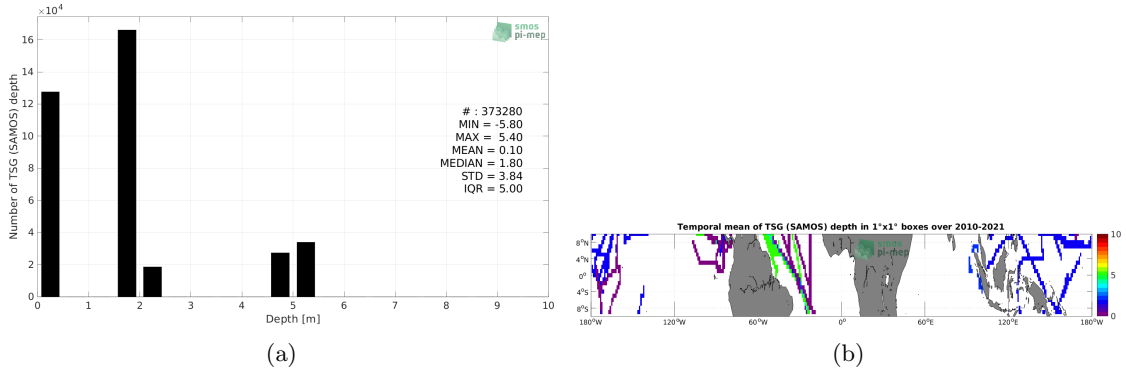 ×10⁴
16
14
12
10
8
6
4
2
0
Number of TSG (SAMOS) depth
smos
pi-mep
# : 373280
MIN = -5.80
MAX = 5.40
MEAN = 0.10
MEDIAN = 1.80
STD = 3.84
IQR = 5.00
0 1 2 3 4 5 6 7 8 9 10
Depth [m]
(a)
Temporal mean of TSG (SAMOS) depth in 1°x1° boxes over 2010-2021
8°N
4°N
0°
4°S
8°S
smos
pi-mep
10
5
0
180°W 120°W 60°W 0° 60°E 120°E 180°W
(b)